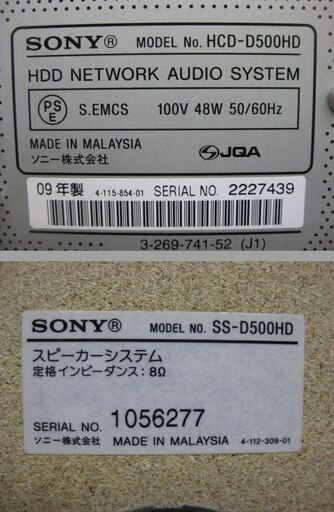 SONY® MODEL No. HCD-D500HD
HDD NETWORK AUDIO SYSTEM
PS E S.EMCS 100V 48W 50/60Hz
MADE IN MALAYSIA
ソニー株式会社 JQA
09年製 4-115-854-01 SERIAL NO. 2227439
3-269-741-52 (J1)
SONY® MODEL NO. SS-D500HD
スピーカーシステム
定格インピーダンス: 8Ω
SERIAL NO. 1056277
ソニー株式会社 MADE IN MALAYSIA 4-112-309-01